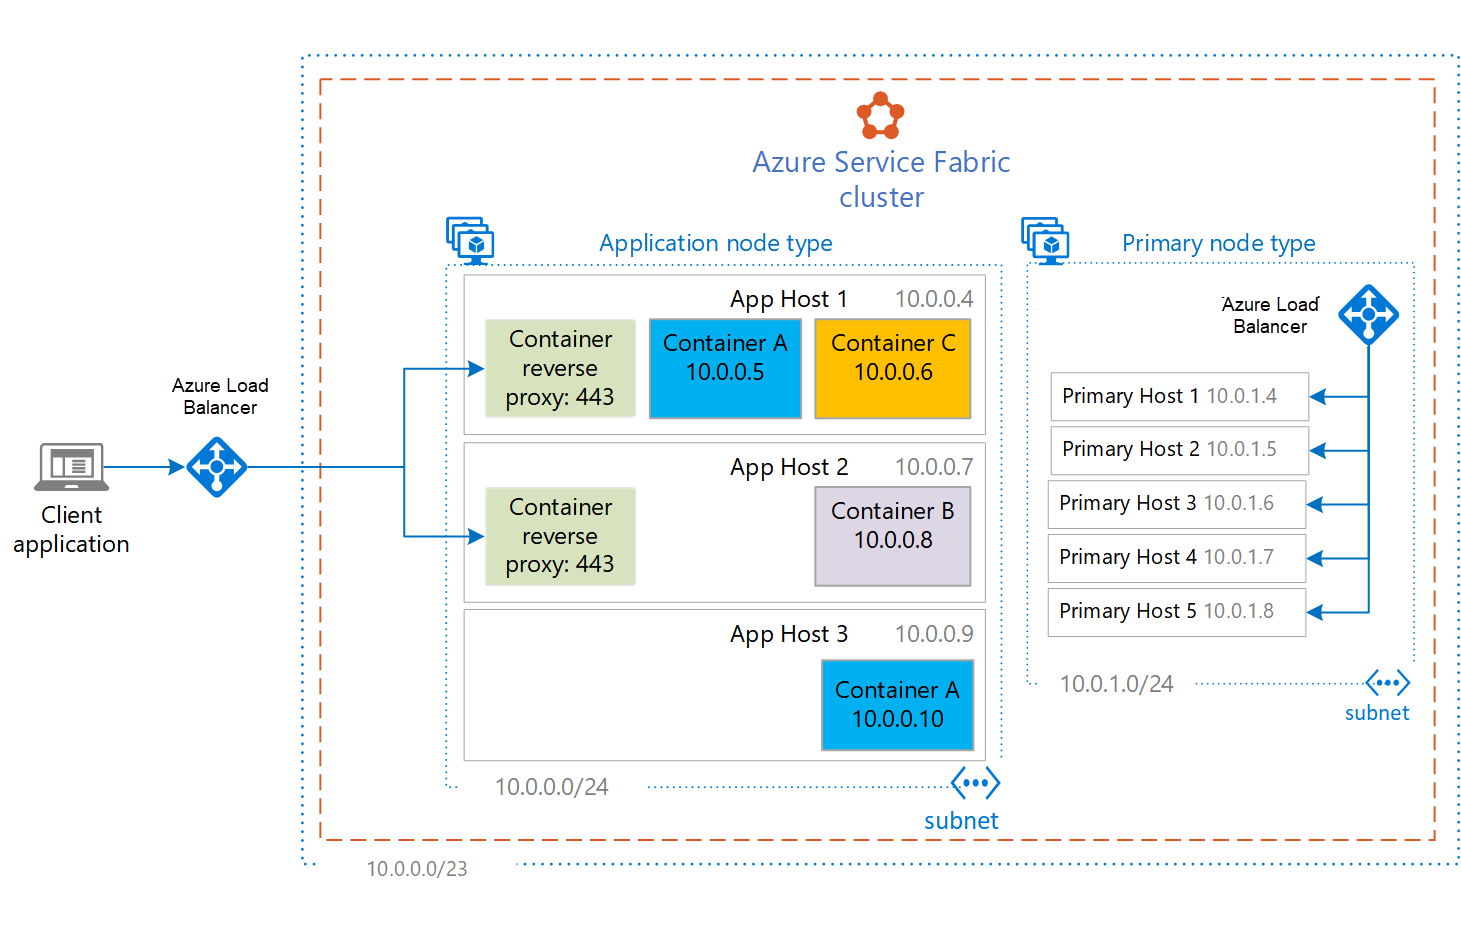 Azure Service Fabric
cluster
Application node type
Primary node type
App Host 1 10.0.0.4
Container
reverse
proxy: 443
Container A
10.0.0.5
Container C
10.0.0.6
App Host 2 10.0.0.7
Container
reverse
proxy: 443
Container B
10.0.0.8
App Host 3 10.0.0.9
Container A
10.0.0.10
10.0.0.0/24
subnet
Azure Load
Balancer
Primary Host 1 10.0.1.4
Primary Host 2 10.0.1.5
Primary Host 3 10.0.1.6
Primary Host 4 10.0.1.7
Primary Host 5 10.0.1.8
10.0.1.0/24
subnet
Azure Load
Balancer
Client
application
10.0.0.0/23